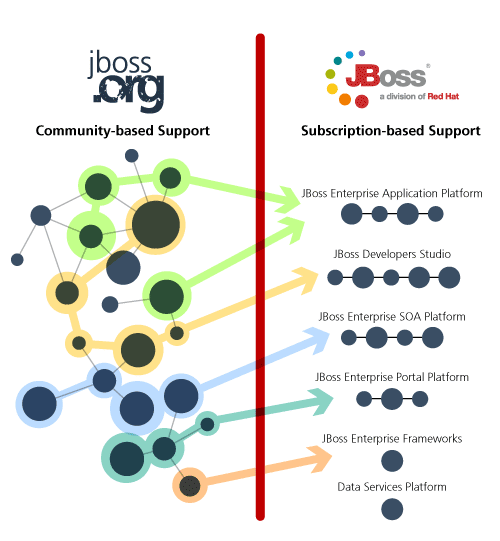 jboss
.org
Community-based Support
JBoss®
a division of Red Hat
Subscription-based Support
JBoss Enterprise Application Platform
JBoss Developers Studio
JBoss Enterprise SOA Platform
JBoss Enterprise Portal Platform
JBoss Enterprise Frameworks
Data Services Platform